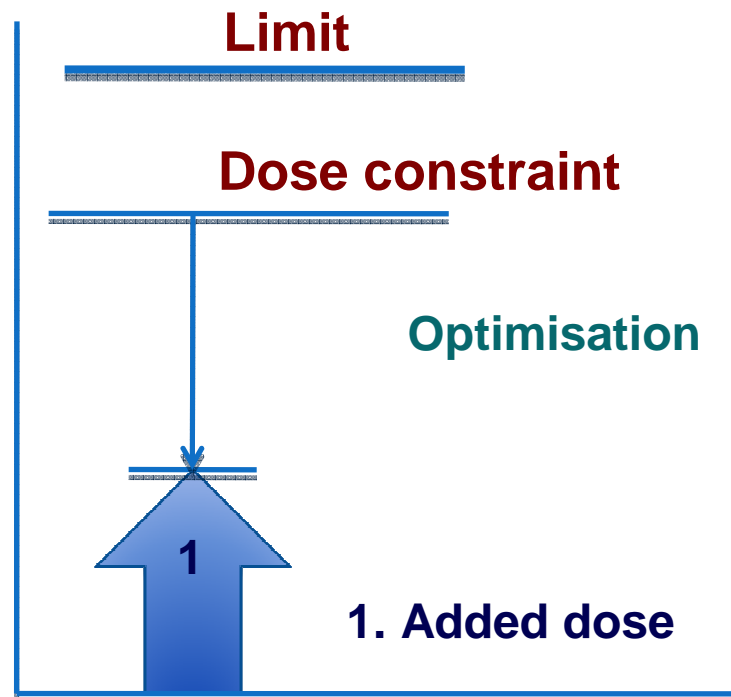 Limit
Dose constraint
Optimisation
1
1. Added dose